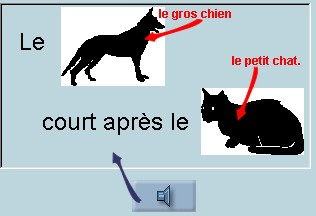 le gros chien
Le
le petit chat.
court après le